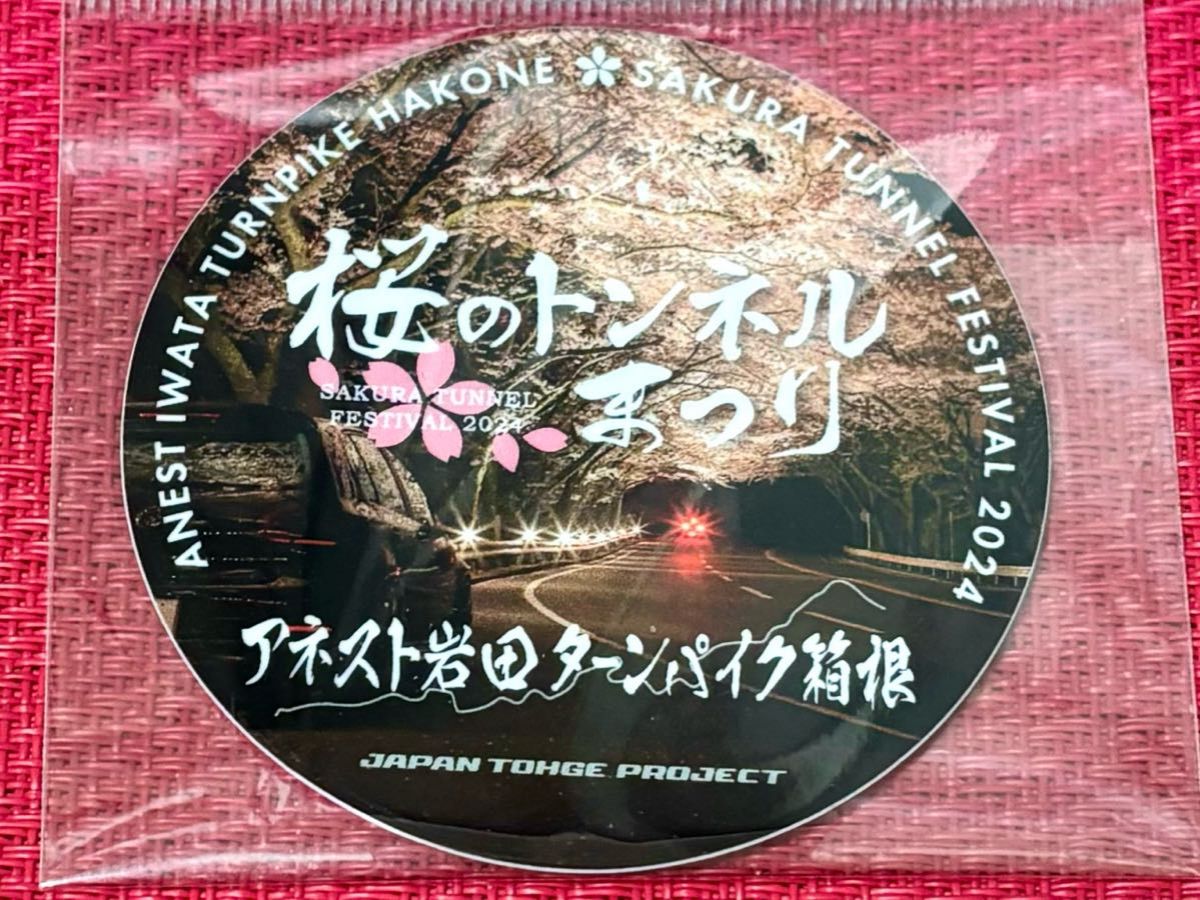 ANEST IWATA TURNPIKE HAKONE SAKURA TUNNEL FESTIVAL 2024
桜のトンネル
まつり
SAKURA TUNNEL
FESTIVAL 2024
アネスト岩田ターンパイク箱根
JAPAN TOHGE PROJECT